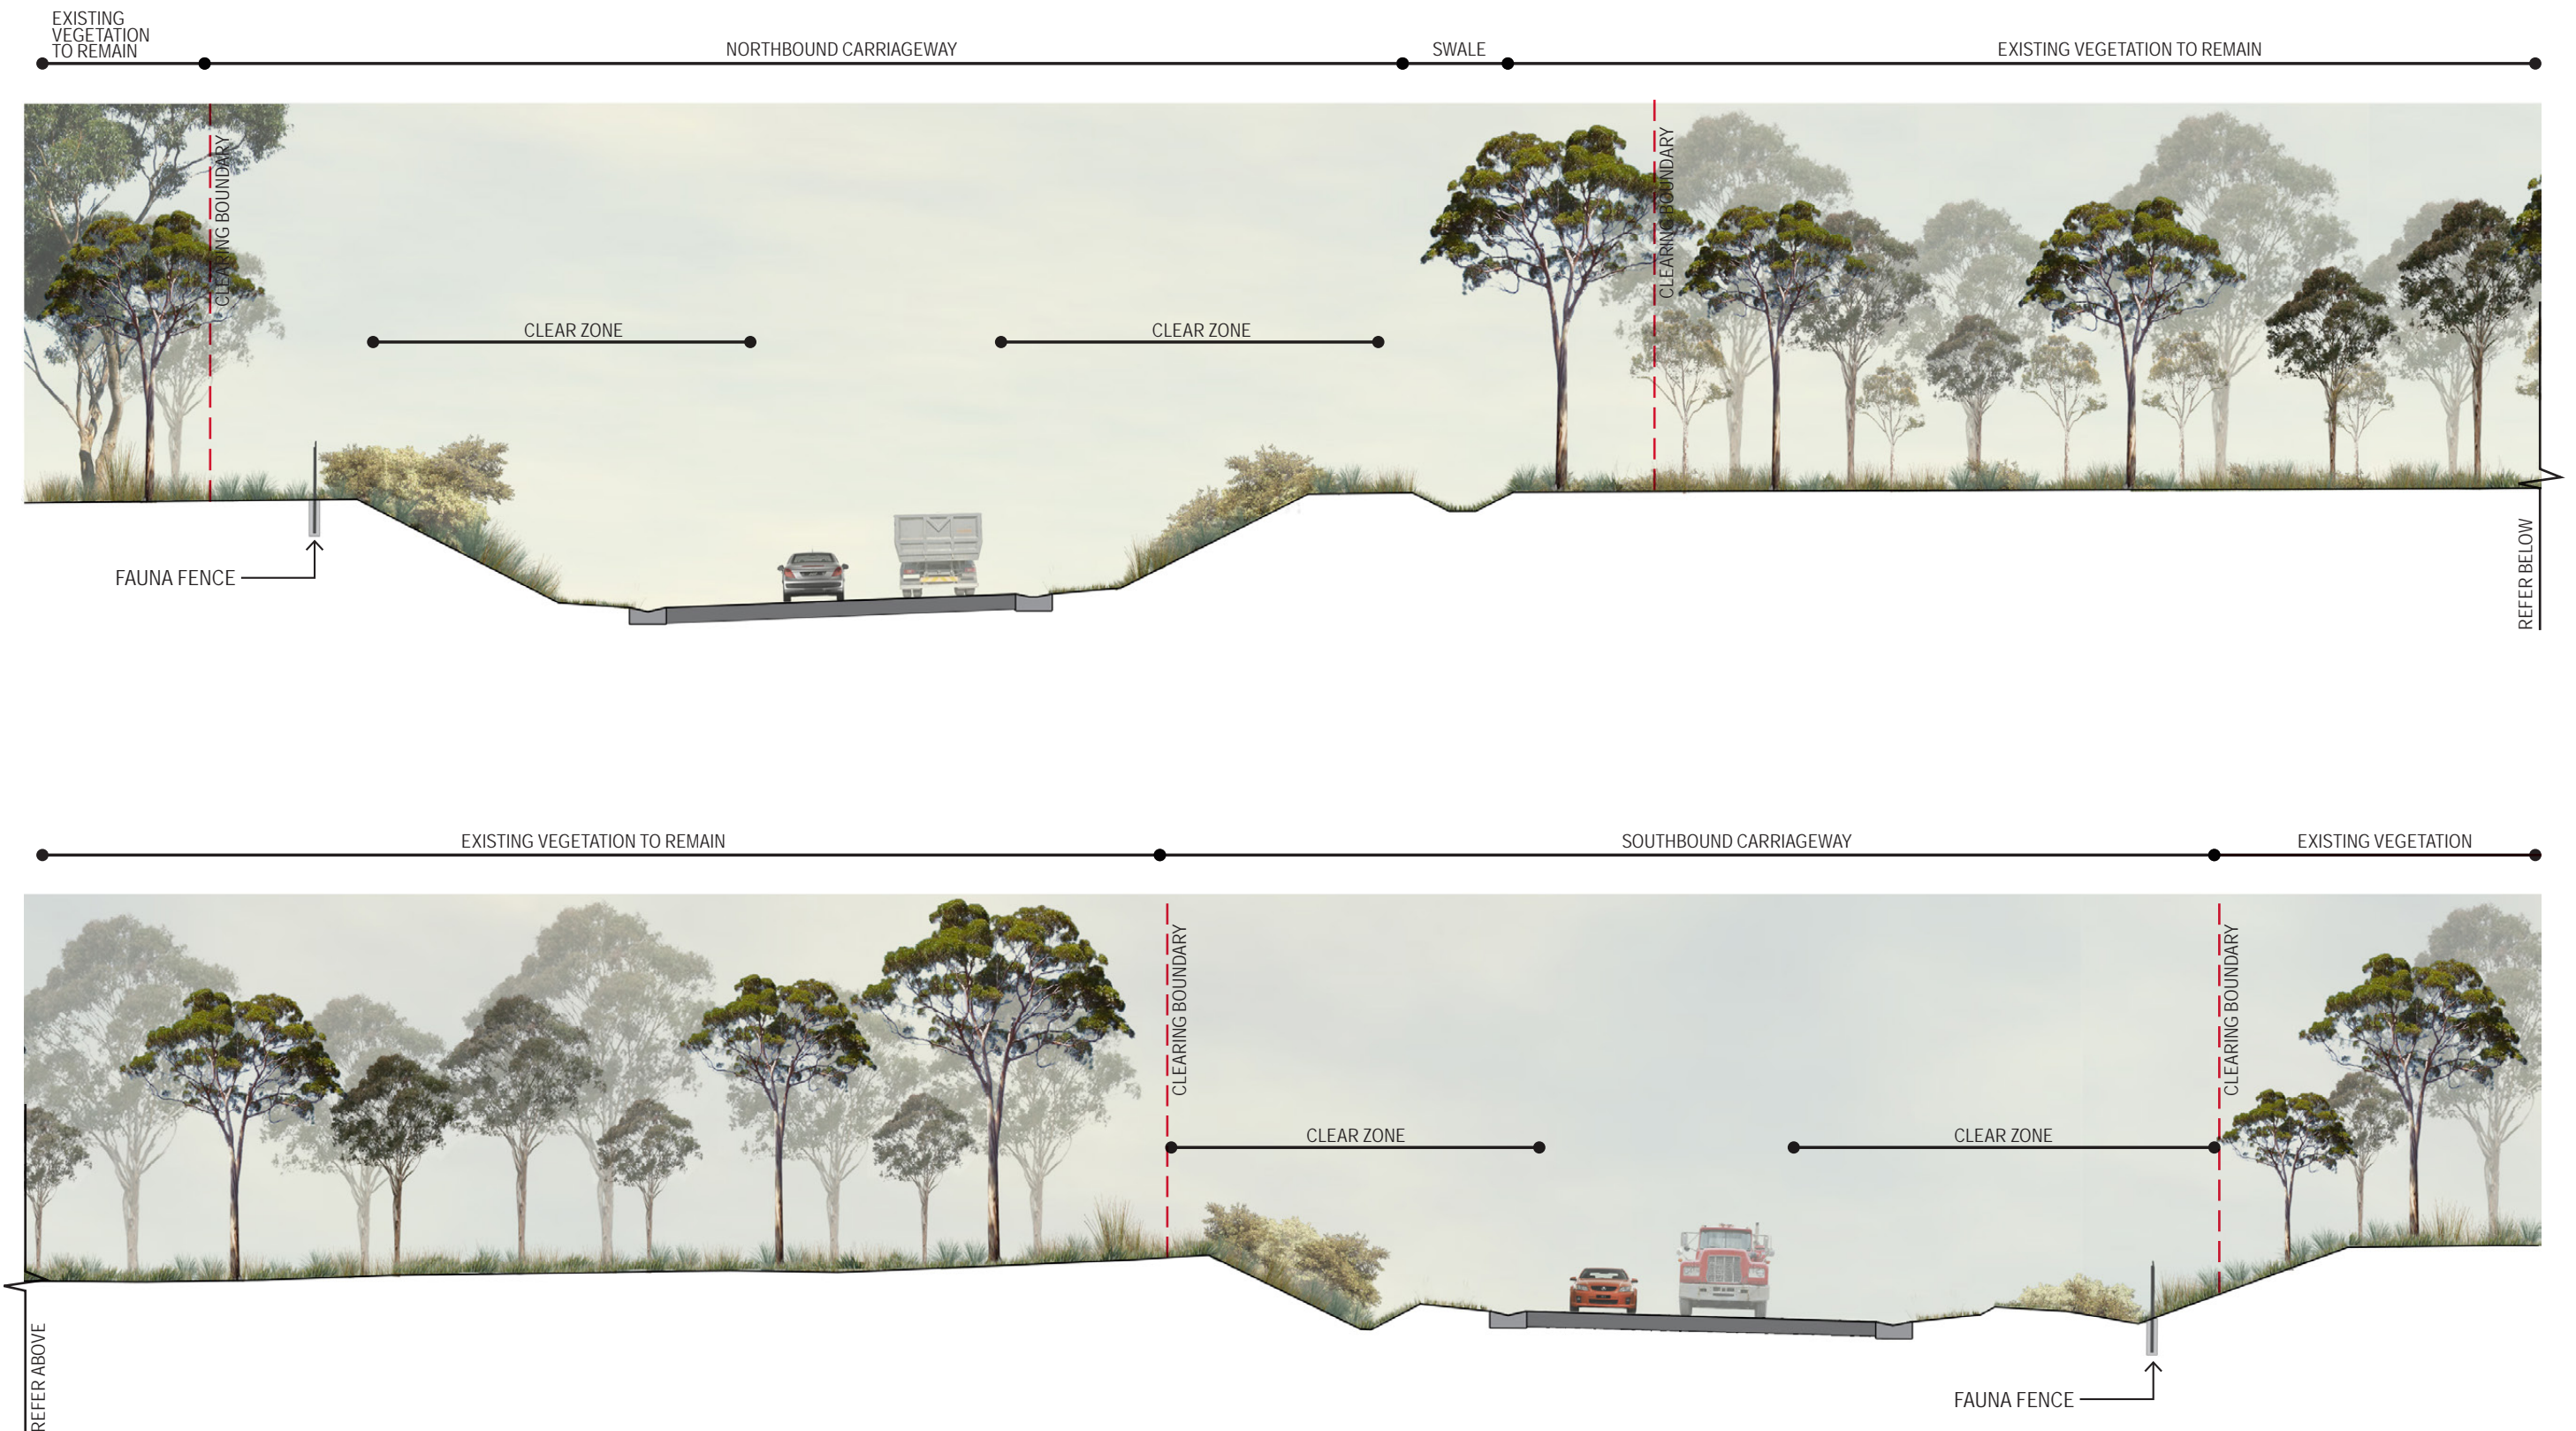 EXISTING
VEGETATION
TO REMAIN
NORTHBOUND CARRIAGEWAY
SWALE
EXISTING VEGETATION TO REMAIN
CLEARING BOUNDARY
CLEARING BOUNDARY
CLEAR ZONE
CLEAR ZONE
FAUNA FENCE
REFER BELOW
EXISTING VEGETATION TO REMAIN
SOUTHBOUND CARRIAGEWAY
EXISTING VEGETATION
CLEARING BOUNDARY
CLEARING BOUNDARY
CLEAR ZONE
CLEAR ZONE
REFER ABOVE
FAUNA FENCE